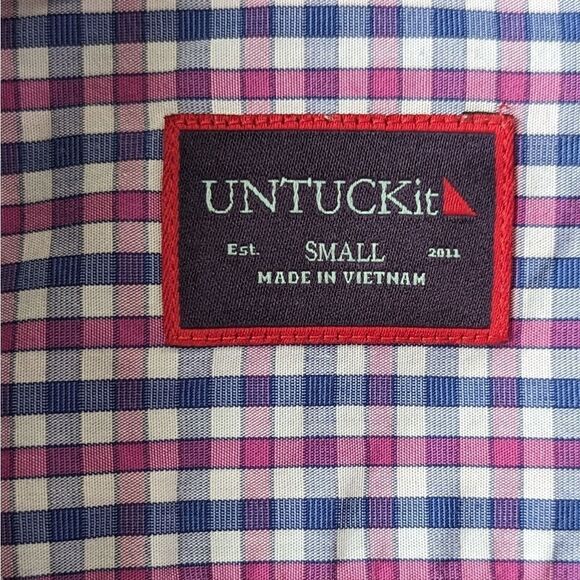 UNTUCKit
Est. SMALL 2011
MADE IN VIETNAM